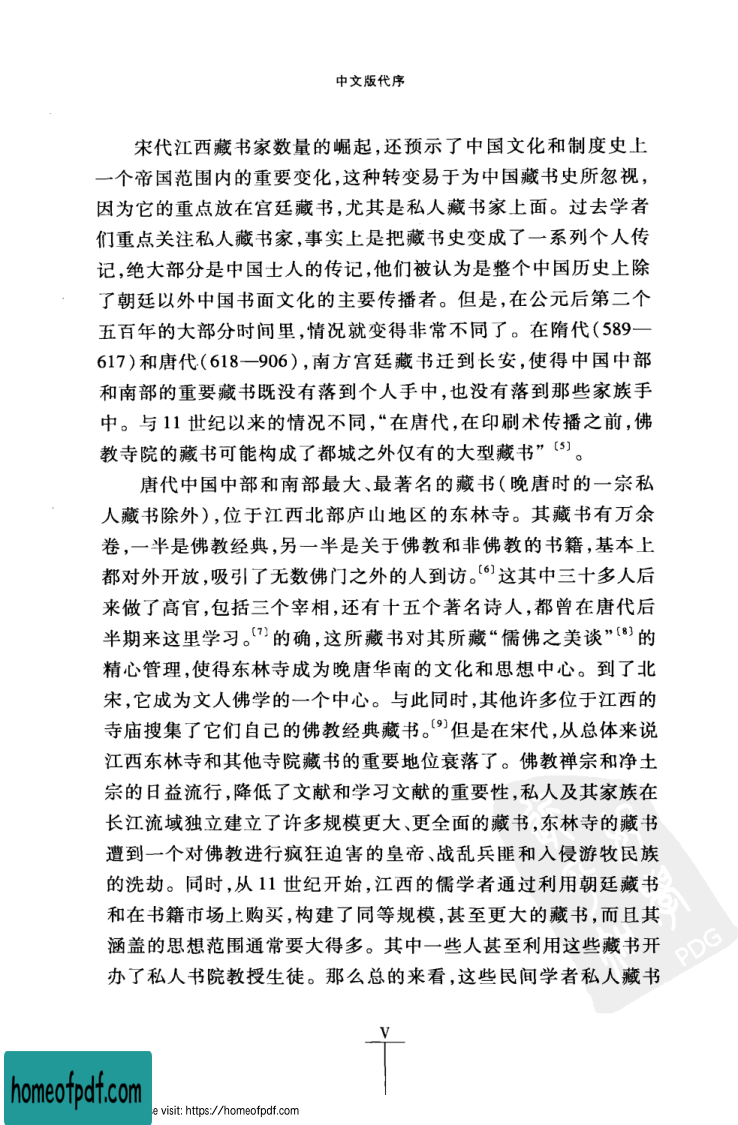 中文版代序
宋代江西藏书家数量的崛起,还预示了中国文化和制度史上
一个帝国范围内的重要变化,这种转变易于为中国藏书史所忽视,
因为它的重点放在宫廷藏书,尤其是私人藏书家上面。过去学者
们重点关注私人藏书家,事实上是把藏书史变成了一系列个人传
记,绝大部分是中国士人的传记,他们被认为是整个中国历史上除
了朝廷以外中国书面文化的主要传播者。但是,在公元后第二个
五百年的大部分时间里,情况就变得非常不同了。在隋代(589—
617)和唐代(618—906),南方宫廷藏书迁到长安,使得中国中部
和南部的重要藏书既没有落到个人手中,也没有落到那些家族手
中。与 11 世纪以来的情况不同,“在唐代,在印刷术传播之前,佛
教寺院的藏书可能构成了都城之外仅有的大型藏书”〔5〕。
唐代中国中部和南部最大、最著名的藏书(晚唐时的一宗私
人藏书除外),位于江西北部庐山地区的东林寺。其藏书有万余
卷,一半是佛教经典,另一半是关于佛教和非佛教的书籍,基本上
都对外开放,吸引了无数佛门之外的人到访。〔6〕这其中三十多人后
来做了高官,包括三个宰相,还有十五个著名诗人,都曾在唐代后
半期来这里学习。〔7〕的确,这所藏书对其所藏“儒佛之美谈”〔8〕的
精心管理,使得东林寺成为晚唐华南的文化和思想中心。到了北
宋,它成为文人佛学的一个中心。与此同时,其他许多位于江西的
寺庙搜集了它们自己的佛教经典藏书。〔9〕但是在宋代,从总体来说
江西东林寺和其他寺院藏书的重要地位衰落了。佛教禅宗和净土
宗的日益流行,降低了文献和学习文献的重要性,私人及其家族在
长江流域独立建立了许多规模更大、更全面的藏书,东林寺的藏书
遭到一个对佛教进行疯狂迫害的皇帝、战乱兵匪和入侵游牧民族
的洗劫。同时,从 11 世纪开始,江西的儒学者通过利用朝廷藏书
和在书籍市场上购买,构建了同等规模,甚至更大的藏书,而且其
涵盖的思想范围通常要大得多。其中一些人甚至利用这些藏书开
办了私人书院教授生徒。那么总的来看,这些民间学者私人藏书
PDG
V
homeofpdf.com
e visit: https://homeofpdf.com